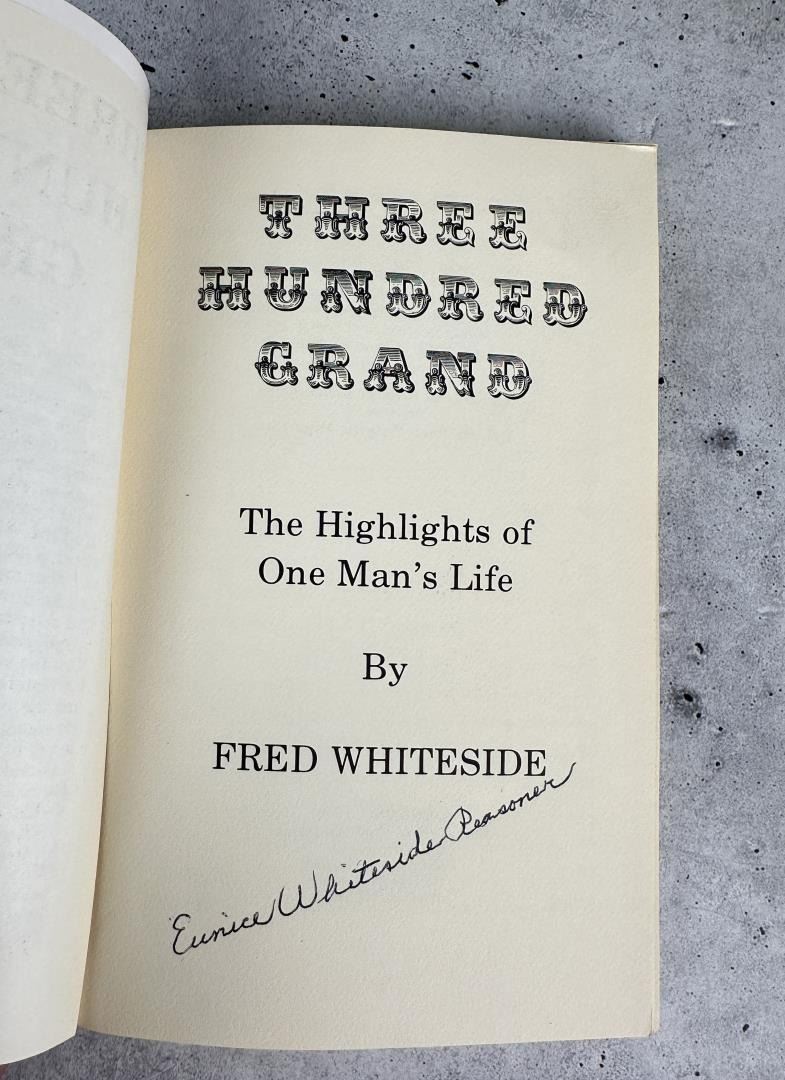 THREE
HUNDRED
GRAND
The Highlights of
One Man's Life
By
FRED WHITESIDE
Eunice Whiteside Reasoner